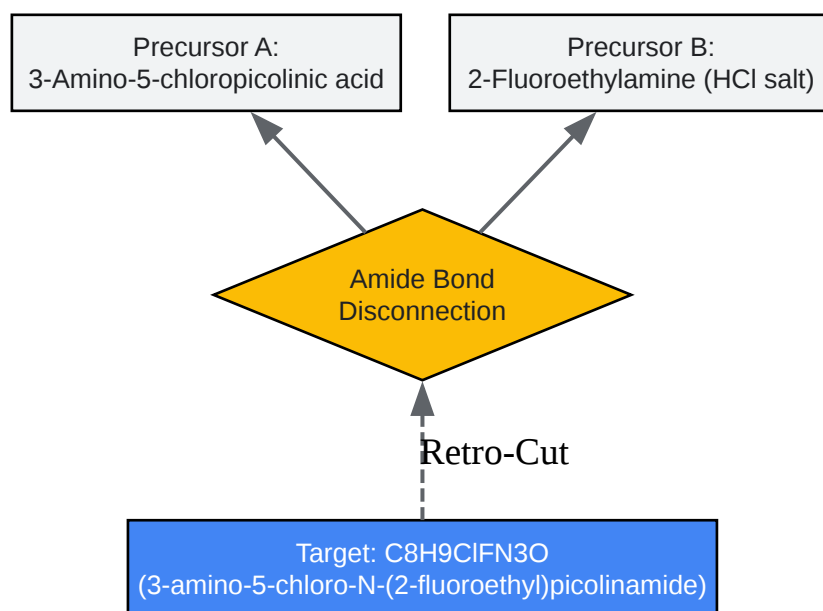 Precursor A:
3-Amino-5-chloropicolinic acid
Precursor B:
2-Fluoroethylamine (HCl salt)
Amide Bond
Disconnection
Retro-Cut
Target: C8H9ClFN3O
(3-amino-5-chloro-N-(2-fluoroethyl)picolinamide)